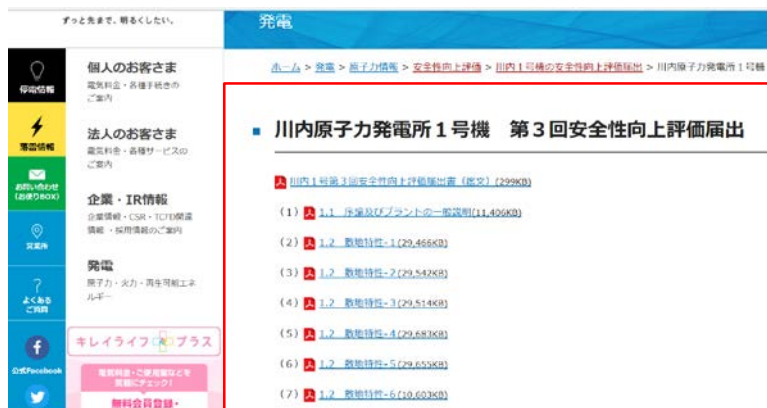 ずっと先まで、明るくしたい。
発電
ホーム > 発電 > 原子力情報 > 安全性向上評価 > 川内１号機の安全性向上評価届出 > 川内原子力発電所１号機
停電情報
個人のお客さま
電気料金・各種手続きの
ご案内
落雷情報
法人のお客さま
電気料金・各種サービスの
ご案内
お問い合わせ
(お便りBOX)
企業・IR情報
企業情報・CSR・TCFD関連
情報・採用情報のご案内
営業所
発電
原子力・火力・再生可能エネ
ルギー
よくある
ご質問
公式Facebook
キレイライフプラス
電気料金・ご使用量などを
気軽にチェック！
無料会員登録・
川内原子力発電所１号機　第３回安全性向上評価届出
川内１号第３回安全性向上評価届出書（鑑文）(299KB)
(1) 1.1　序論及びプラントの一般説明(11,406KB)
(2) 1.2　敷地特性-1(29,466KB)
(3) 1.2　敷地特性-2(29,542KB)
(4) 1.2　敷地特性-3(29,514KB)
(5) 1.2　敷地特性-4(29,683KB)
(6) 1.2　敷地特性-5(29,655KB)
(7) 1.2　敷地特性-6(10,603KB)